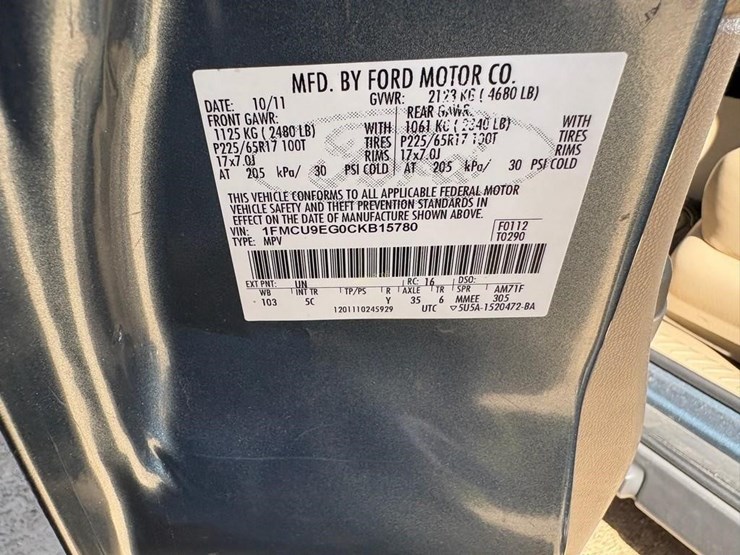 MFD. BY FORD MOTOR CO.
DATE: 10/11 GVWR: 2123 KG ( 4680 LB)
FRONT GAWR: REAR GAWR:
1125 KG ( 2480 LB) WITH 1061 KG ( 2340 LB) WITH
P225/65R17 100T TIRES P225/65R17 100T TIRES
17x7.0J RIMS 17x7.0J RIMS
AT 205 kPa/ 30 PSI COLD AT 205 kPa/ 30 PSI COLD
THIS VEHICLE CONFORMS TO ALL APPLICABLE FEDERAL MOTOR
VEHICLE SAFETY AND THEFT PREVENTION STANDARDS IN
EFFECT ON THE DATE OF MANUFACTURE SHOWN ABOVE.
VIN: 1FMCU9EG0CKB15780 F0112
TYPE: MPV T0290
EXT PNT: UN RC: 16 DSO:
WB INT TR TP/PS R AXLE TR SPR AM71F
103 5C Y 35 6 MMEE 305
1201110245929 UTC ▽5U5A-1520472-BA